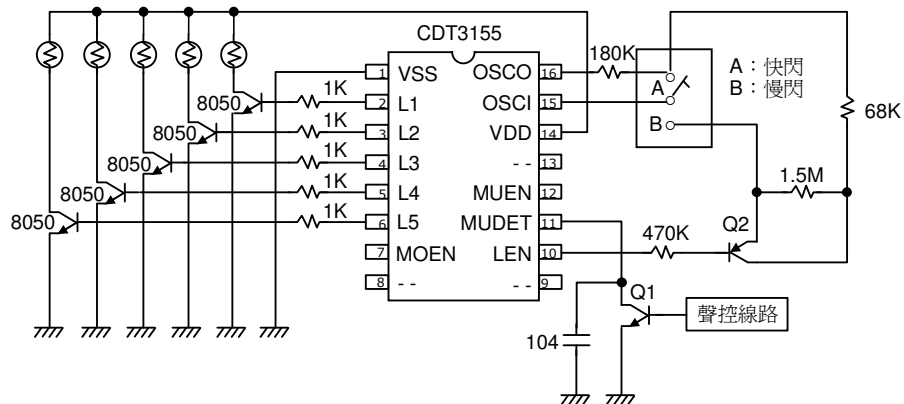 CDT3155
1 VSS
2 L1
3 L2
4 L3
5 L4
6 L5
7 MOEN
8 - -
OSCO 16
OSCI 15
VDD 14
- - 13
MUEN 12
MUDET 11
LEN 10
- - 9
8050
8050
8050
8050
8050
1K
1K
1K
1K
1K
180K
A
B
A：快閃
B：慢閃
68K
1.5M
Q2
470K
Q1
104
聲控線路